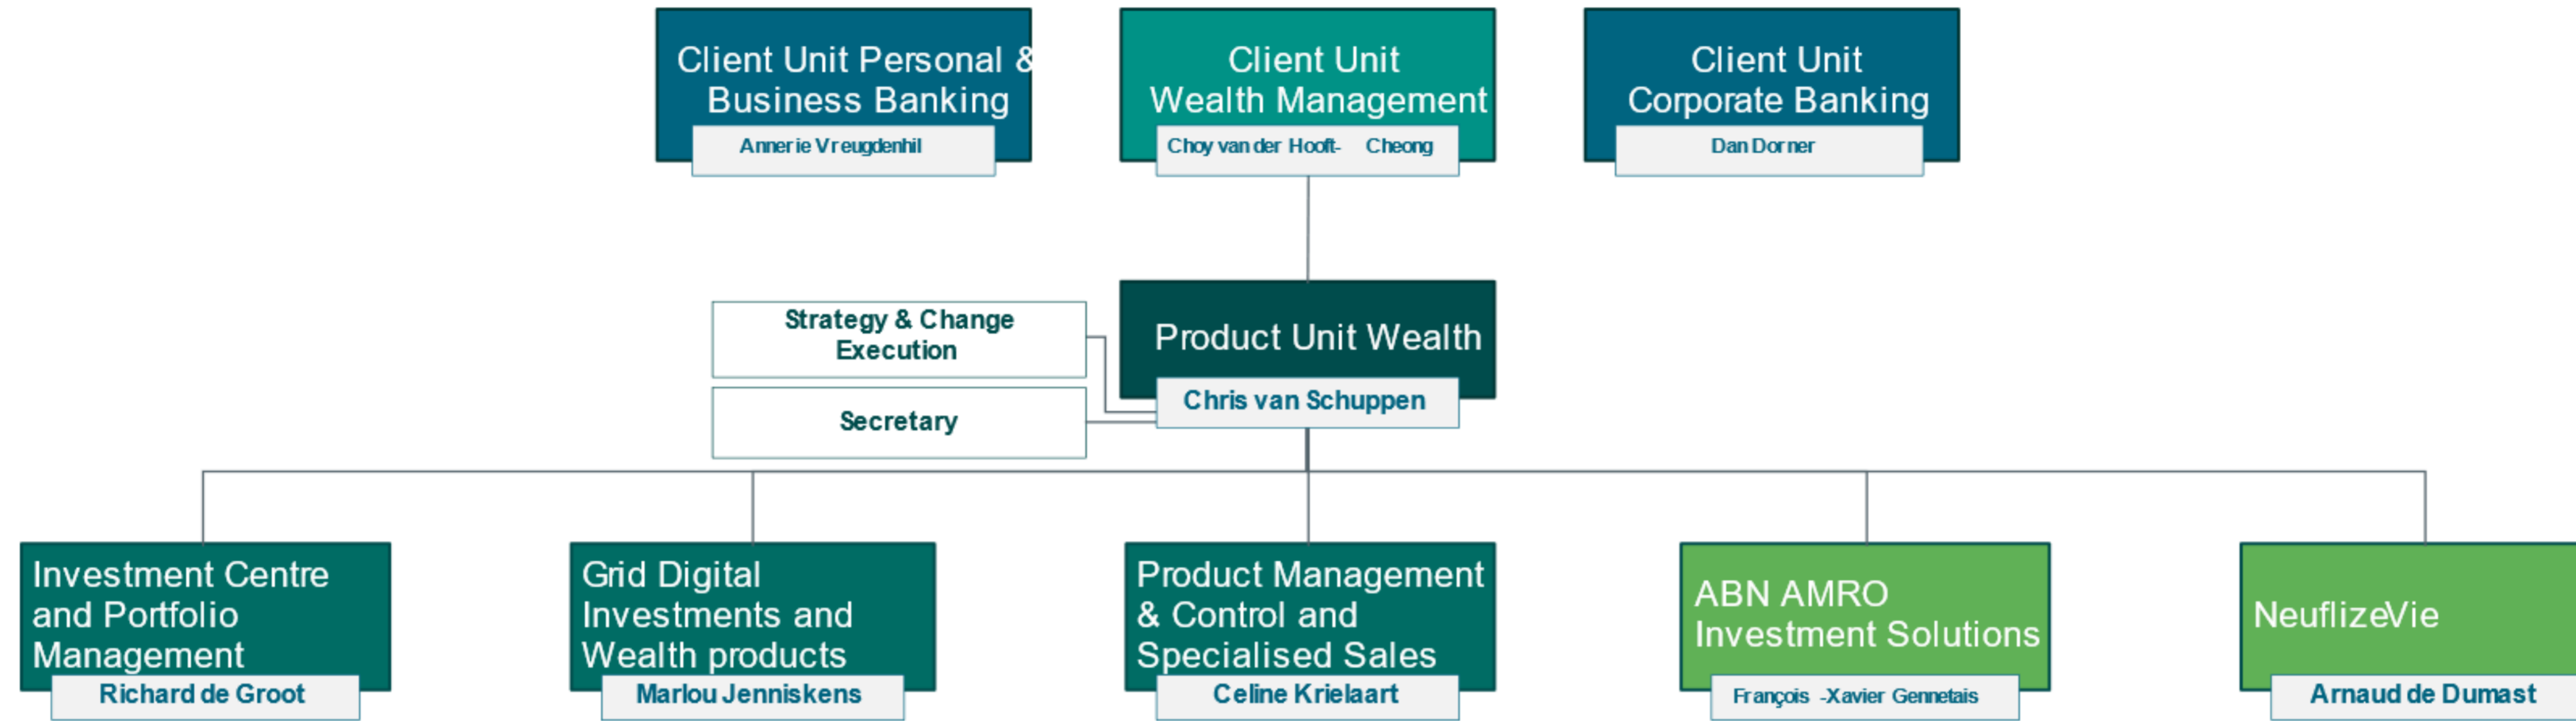 Client Unit Personal &
Business Banking
Annerie Vreugdenhil
Client Unit
Wealth Management
Choy van der Hooft- Cheong
Client Unit
Corporate Banking
Dan Dorner
Strategy & Change
Execution
Secretary
Product Unit Wealth
Chris van Schuppen
Investment Centre
and Portfolio
Management
Richard de Groot
Grid Digital
Investments and
Wealth products
Marlou Jenniskens
Product Management
& Control and
Specialised Sales
Celine Krielaart
ABN AMRO
Investment Solutions
François -Xavier Gennetais
NeuflizeVie
Arnaud de Dumast